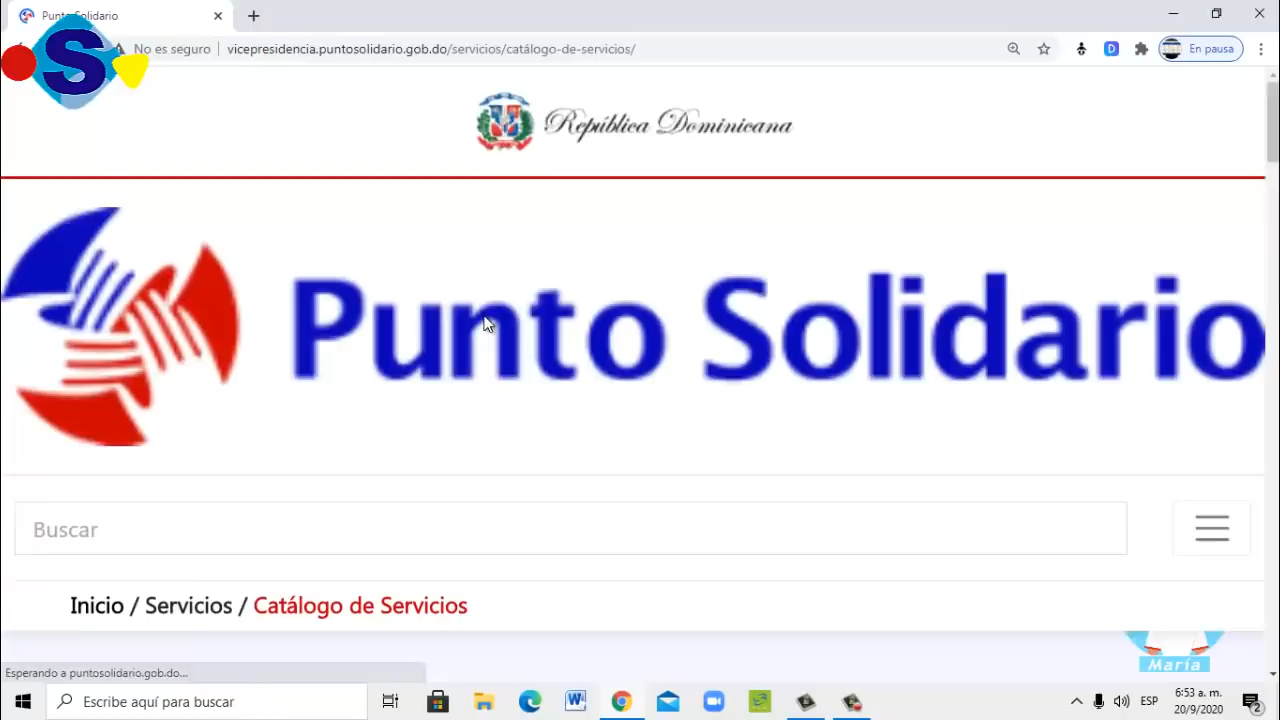 Punto Solidario
No es seguro vicepresidencia.puntosolidario.gob.do/servicios/catálogo-de-servicios/
D
En pausa
S
República Dominicana
Punto Solidario
Buscar
Inicio / Servicios / Catálogo de Servicios
María
Esperando a puntosolidario.gob.do...
Escribe aquí para buscar
ESP
6:53 a. m.
20/9/2020
2